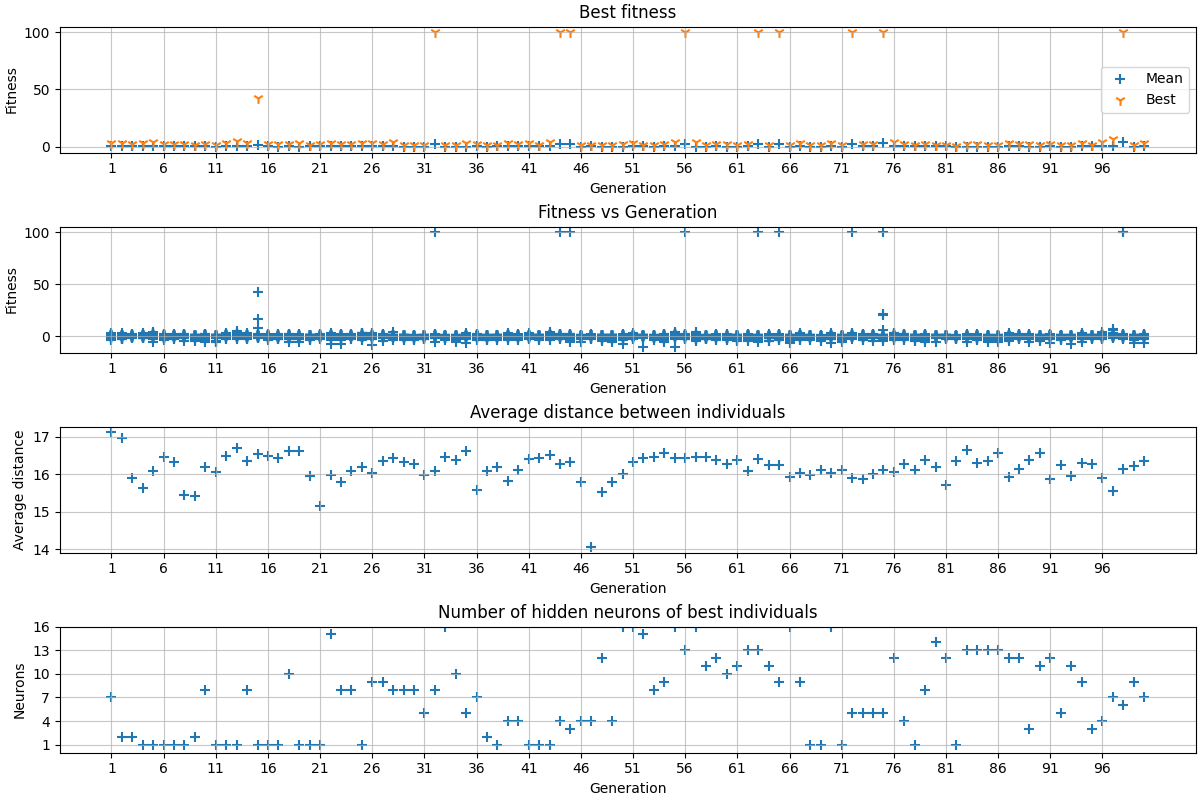 Best fitness
100
50
0
Fitness
Mean
Best
1 6 11 16 21 26 31 36 41 46 51 56 61 66 71 76 81 86 91 96
Generation
Fitness vs Generation
100
50
0
Fitness
1 6 11 16 21 26 31 36 41 46 51 56 61 66 71 76 81 86 91 96
Generation
Average distance between individuals
17
16
15
14
Average distance
1 6 11 16 21 26 31 36 41 46 51 56 61 66 71 76 81 86 91 96
Generation
Number of hidden neurons of best individuals
16
13
10
7
4
1
Neurons
1 6 11 16 21 26 31 36 41 46 51 56 61 66 71 76 81 86 91 96
Generation